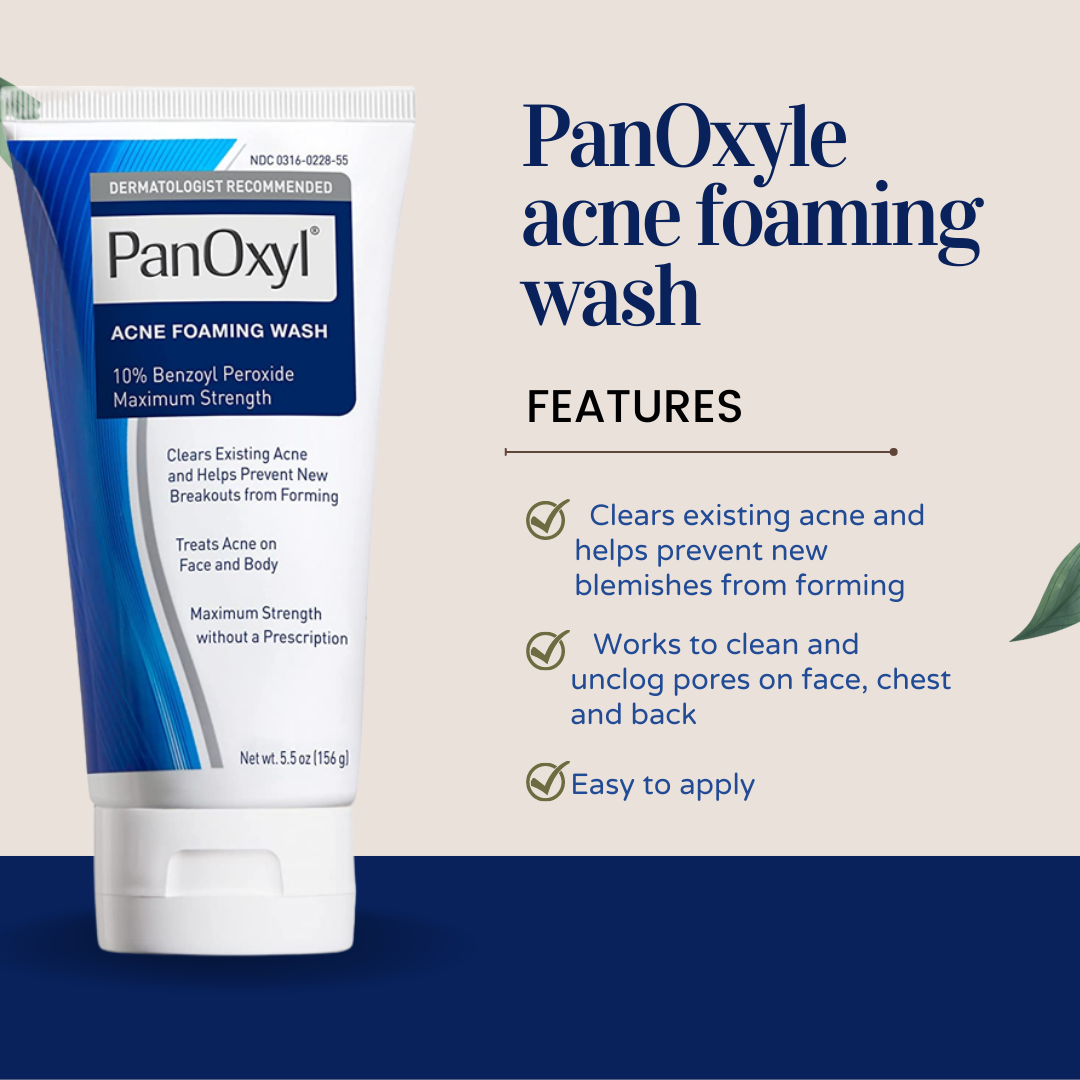 NDC 0316-0228-55
DERMATOLOGIST RECOMMENDED
PanOxyl®
ACNE FOAMING WASH
10% Benzoyl Peroxide
Maximum Strength
Clears Existing Acne
and Helps Prevent New
Breakouts from Forming
Treats Acne on
Face and Body
Maximum Strength
without a Prescription
Net wt. 5.5 oz (156 g)
PanOxyle
acne foaming
wash
FEATURES
Clears existing acne and
helps prevent new
blemishes from forming
Works to clean and
unclog pores on face, chest
and back
Easy to apply